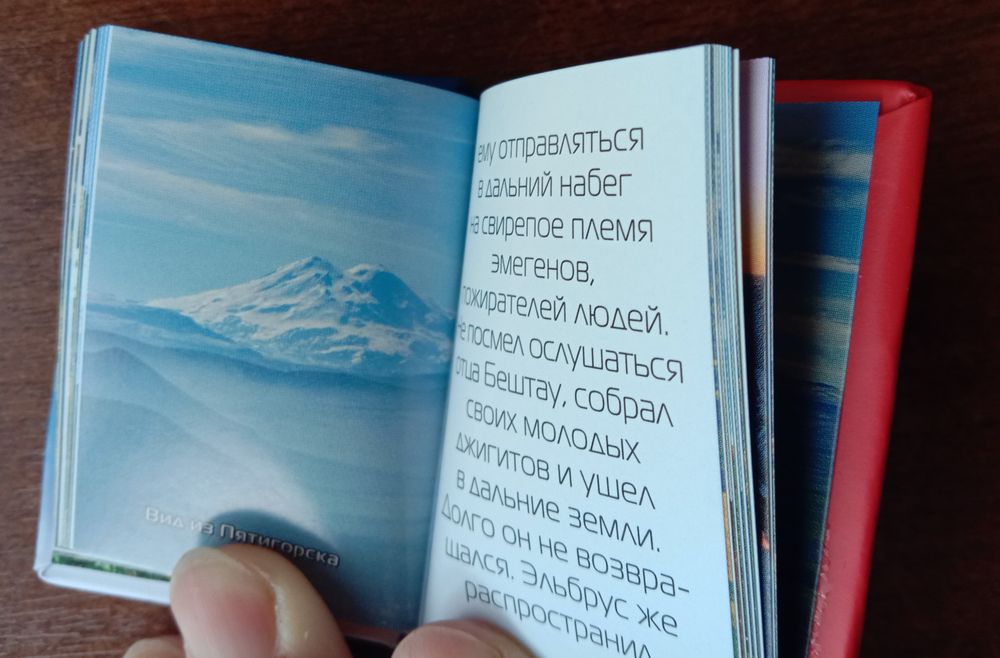 Вид из Пятигорска
ему отправляться
в дальний набег
на свирепое племя
эмегенов,
пожирателей людей.
Не посмел ослушаться
отца Бештау, собрал
своих молодых
джигитов и ушел
в дальние земли.
Долго он не возвра-
щался. Эльбрус же
распространил